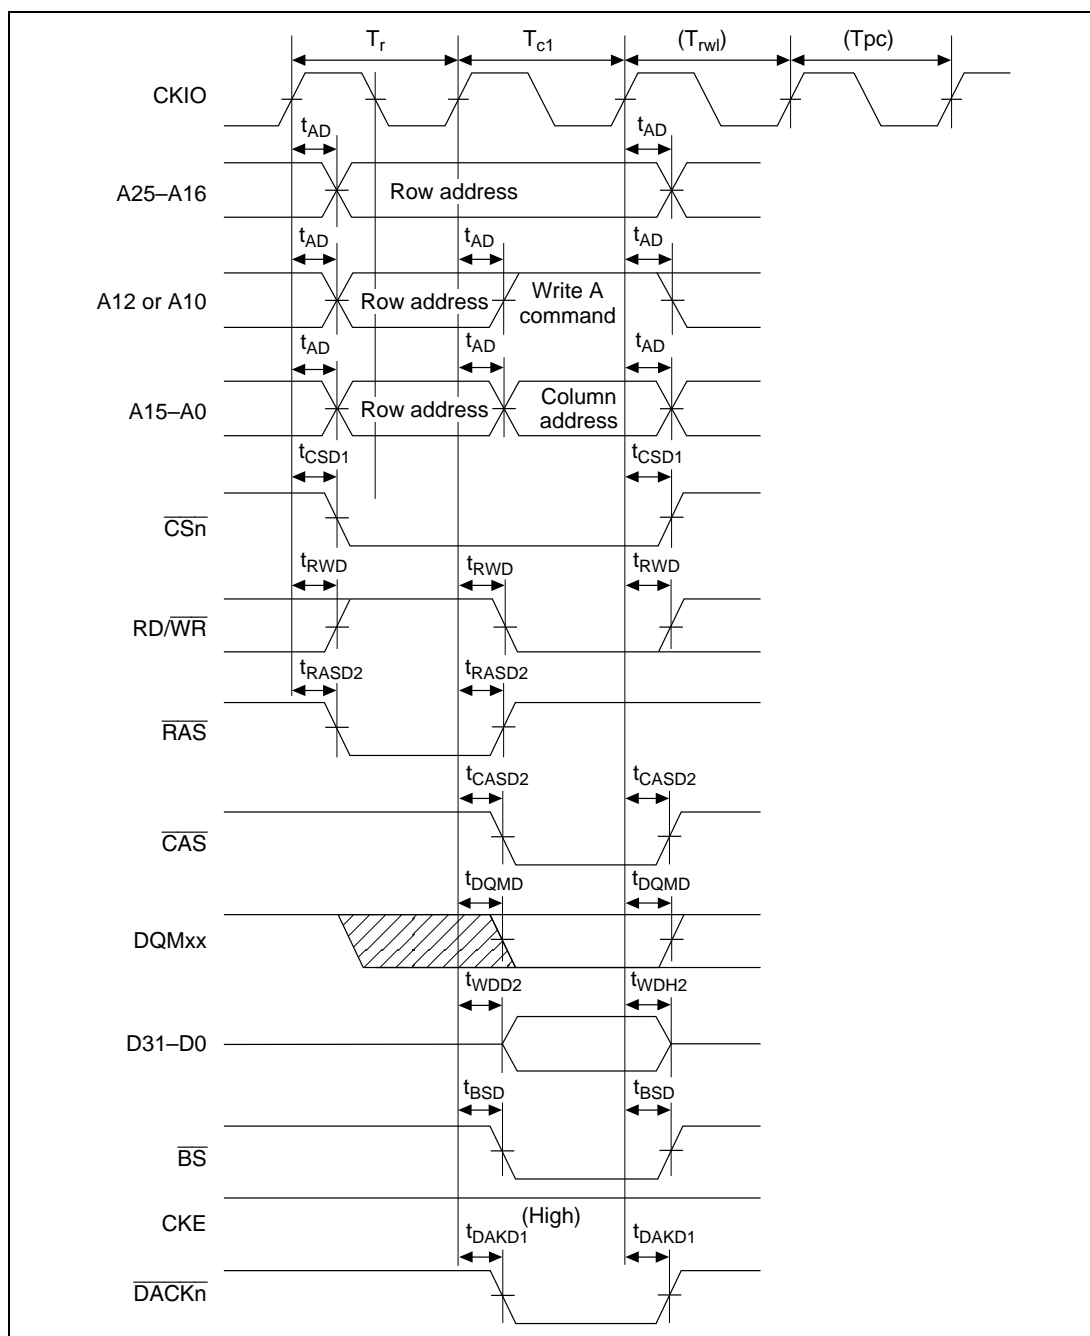 Tr Tc1 (Trwl) (Tpc)
CKIO
tAD tAD
A25–A16 Row address
tAD tAD tAD
A12 or A10 Row address Write A command
tAD tAD tAD
A15–A0 Row address Column address
tCSD1 tCSD1
CSn
tRWD tRWD tRWD
RD/WR
tRASD2 tRASD2
RAS
tCASD2 tCASD2
CAS
tDQMD tDQMD
DQMxx
tWDD2 tWDH2
D31–D0
tBSD tBSD
BS
CKE (High)
tDAKD1 tDAKD1
DACKn